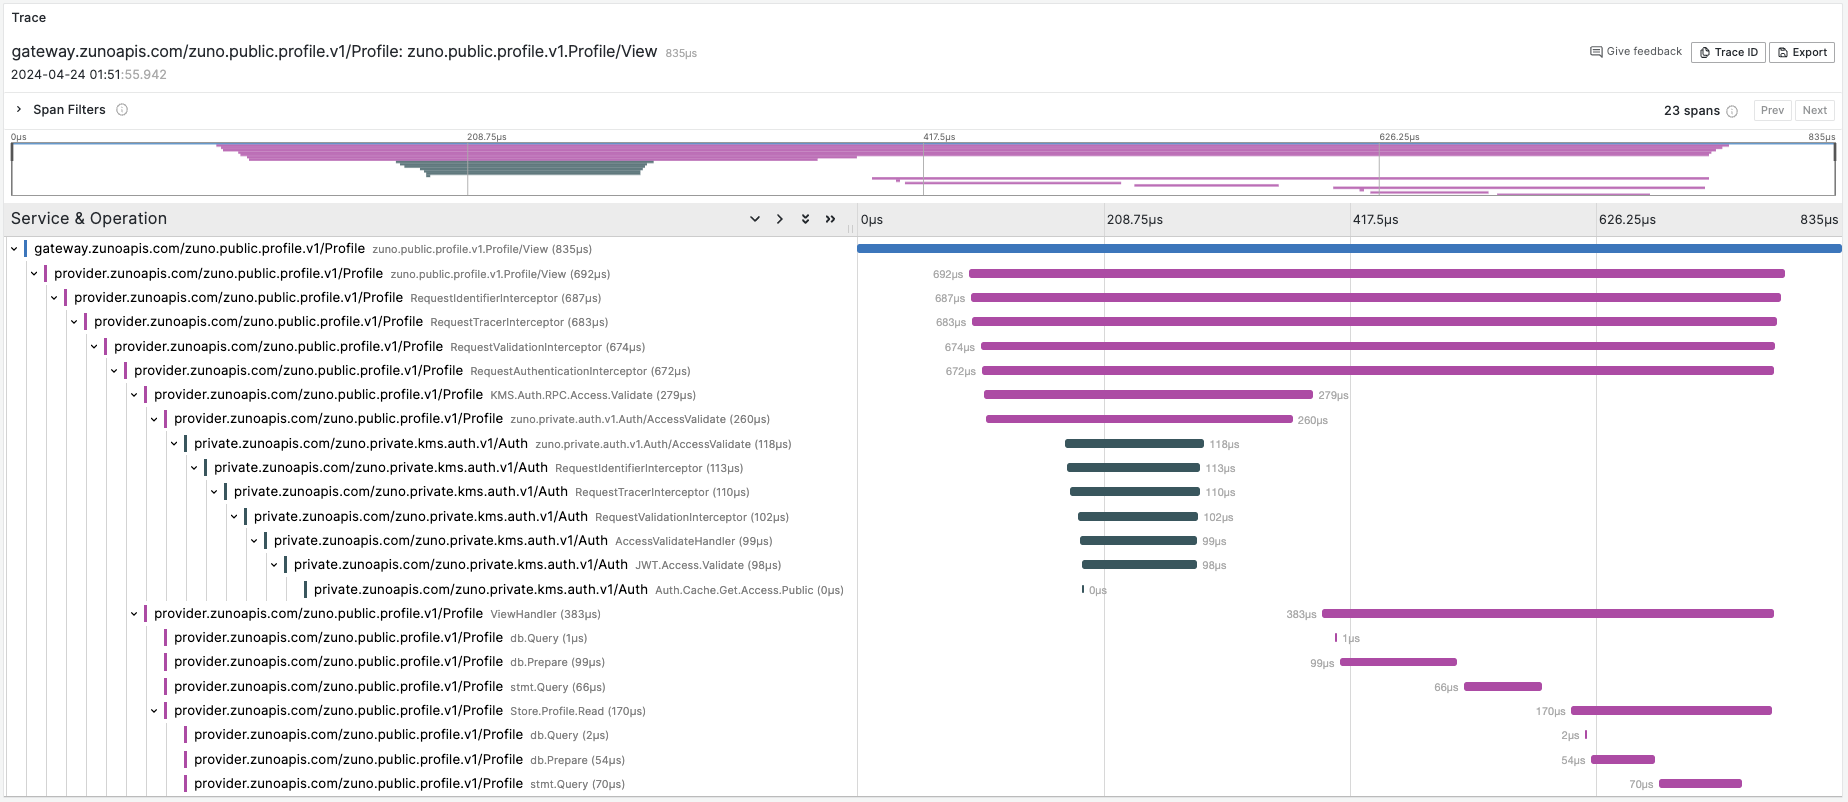 Trace
gateway.zunoapis.com/zuno.public.profile.v1/Profile: zuno.public.profile.v1.Profile/View 835μs
Give feedback Trace ID Export
2024-04-24 01:51:55.942
Span Filters 23 spans Prev Next
0μs 208.75μs 417.5μs 626.25μs 835μs
Service & Operation 0μs 208.75μs 417.5μs 626.25μs 835μs
gateway.zunoapis.com/zuno.public.profile.v1/Profile zuno.public.profile.v1.Profile/View (835μs)
provider.zunoapis.com/zuno.public.profile.v1/Profile zuno.public.profile.v1.Profile/View (692μs) 692μs
provider.zunoapis.com/zuno.public.profile.v1/Profile RequestIdentifierInterceptor (687μs) 687μs
provider.zunoapis.com/zuno.public.profile.v1/Profile RequestTracerInterceptor (683μs) 683μs
provider.zunoapis.com/zuno.public.profile.v1/Profile RequestValidationInterceptor (674μs) 674μs
provider.zunoapis.com/zuno.public.profile.v1/Profile RequestAuthenticationInterceptor (672μs) 672μs
provider.zunoapis.com/zuno.public.profile.v1/Profile KMS.Auth.RPC.Access.Validate (279μs) 279μs
provider.zunoapis.com/zuno.public.profile.v1/Profile zuno.private.auth.v1.Auth/AccessValidate (260μs) 260μs
private.zunoapis.com/zuno.private.kms.auth.v1/Auth zuno.private.auth.v1.Auth/AccessValidate (118μs) 118μs
private.zunoapis.com/zuno.private.kms.auth.v1/Auth RequestIdentifierInterceptor (113μs) 113μs
private.zunoapis.com/zuno.private.kms.auth.v1/Auth RequestTracerInterceptor (110μs) 110μs
private.zunoapis.com/zuno.private.kms.auth.v1/Auth RequestValidationInterceptor (102μs) 102μs
private.zunoapis.com/zuno.private.kms.auth.v1/Auth AccessValidateHandler (99μs) 99μs
private.zunoapis.com/zuno.private.kms.auth.v1/Auth JWT.Access.Validate (98μs) 98μs
private.zunoapis.com/zuno.private.kms.auth.v1/Auth Auth.Cache.Get.Access.Public (0μs) 0μs
provider.zunoapis.com/zuno.public.profile.v1/Profile ViewHandler (383μs) 383μs
provider.zunoapis.com/zuno.public.profile.v1/Profile db.Query (1μs) 1μs
provider.zunoapis.com/zuno.public.profile.v1/Profile db.Prepare (99μs) 99μs
provider.zunoapis.com/zuno.public.profile.v1/Profile stmt.Query (66μs) 66μs
provider.zunoapis.com/zuno.public.profile.v1/Profile Store.Profile.Read (170μs) 170μs
provider.zunoapis.com/zuno.public.profile.v1/Profile db.Query (2μs) 2μs
provider.zunoapis.com/zuno.public.profile.v1/Profile db.Prepare (54μs) 54μs
provider.zunoapis.com/zuno.public.profile.v1/Profile stmt.Query (70μs) 70μs